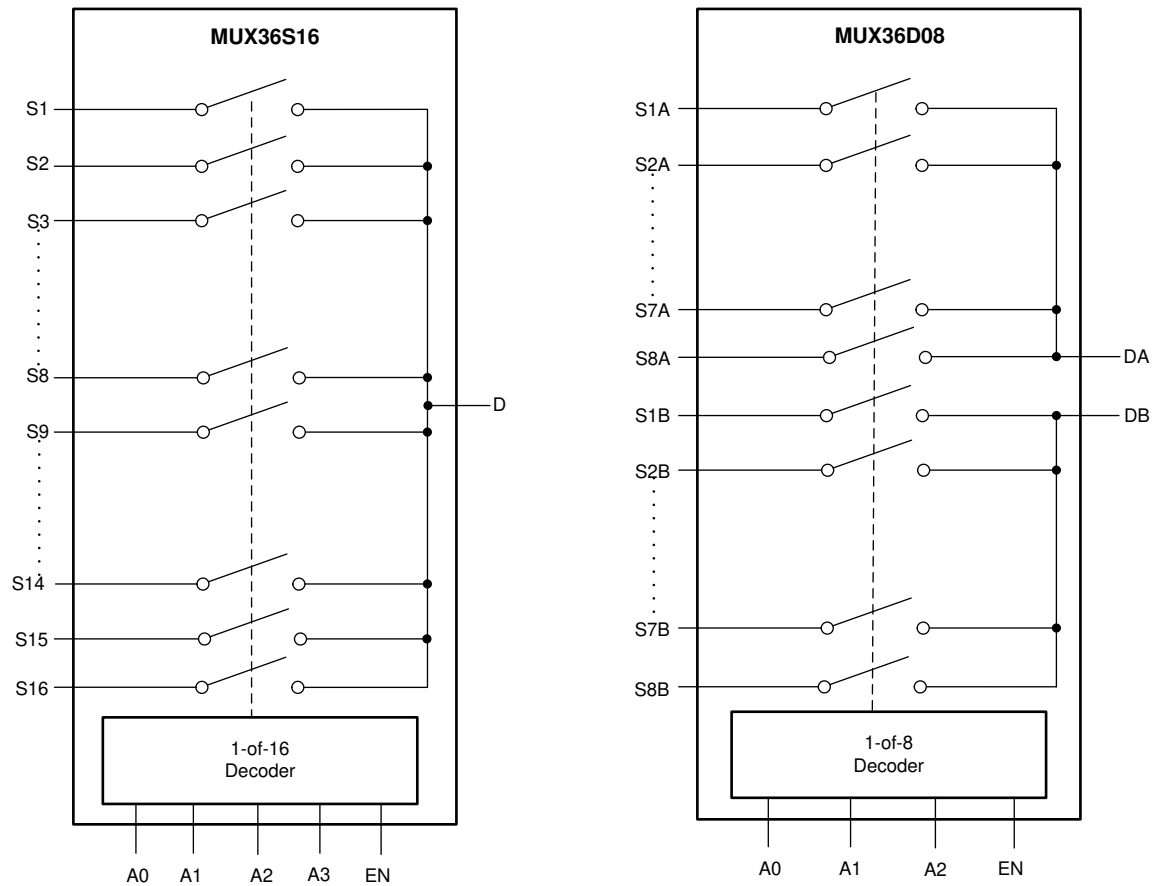 MUX36S16
S1
S2
S3
S8
S9
S14
S15
S16
D
1-of-16
Decoder
A0 A1 A2 A3 EN
MUX36D08
S1A
S2A
S7A
S8A
S1B
S2B
S7B
S8B
DA
DB
1-of-8
Decoder
A0 A1 A2 EN